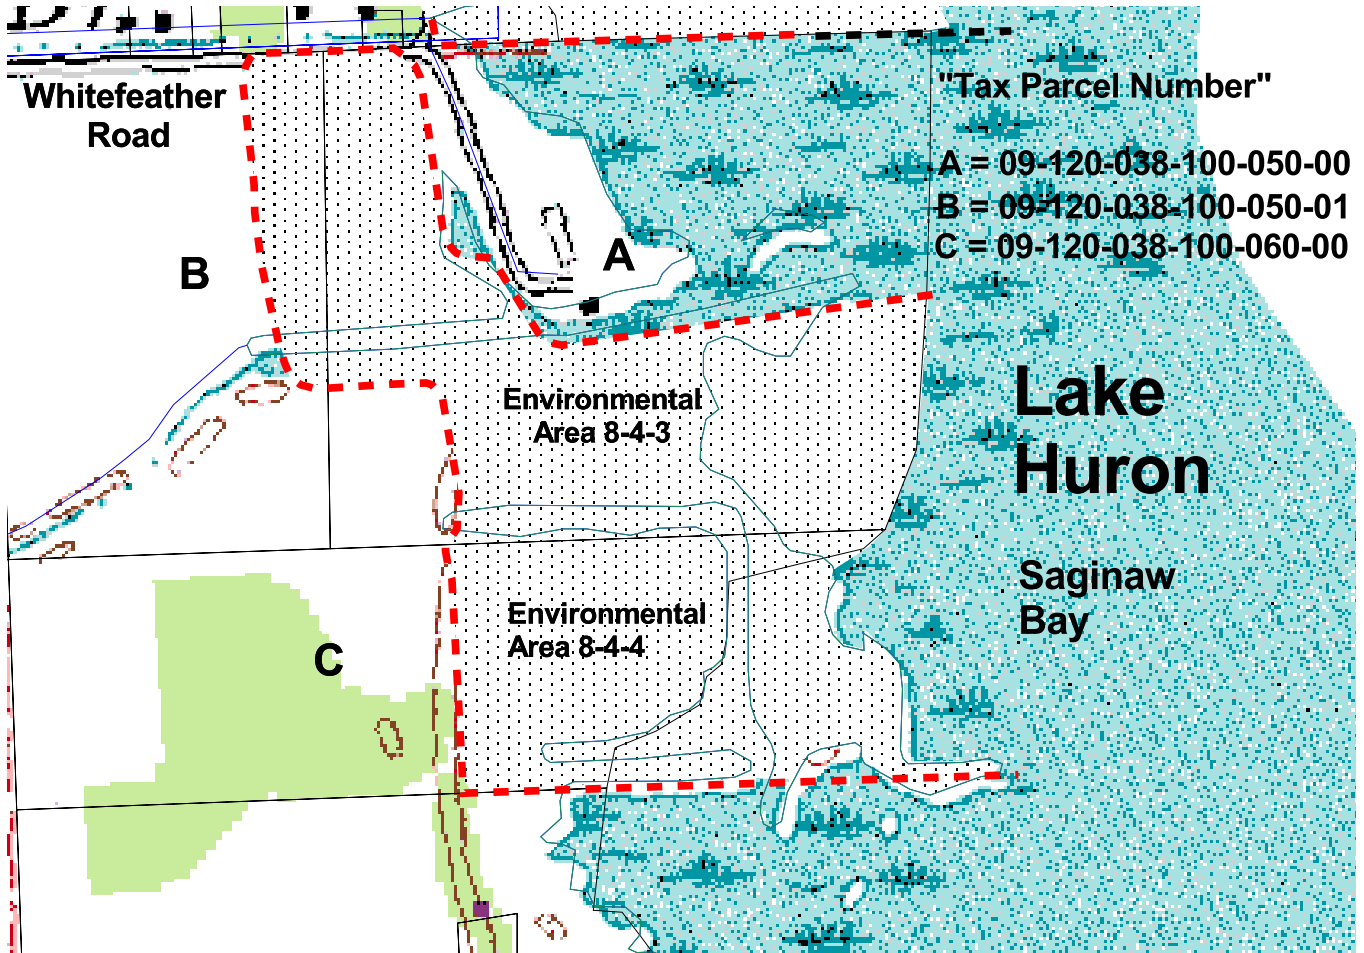 Whitefeather
Road
"Tax Parcel Number"
A = 09-120-038-100-050-00
B = 09-120-038-100-050-01
C = 09-120-038-100-060-00
A
B
Environmental
Area 8-4-3
Lake
Huron
Saginaw
Bay
Environmental
Area 8-4-4
C